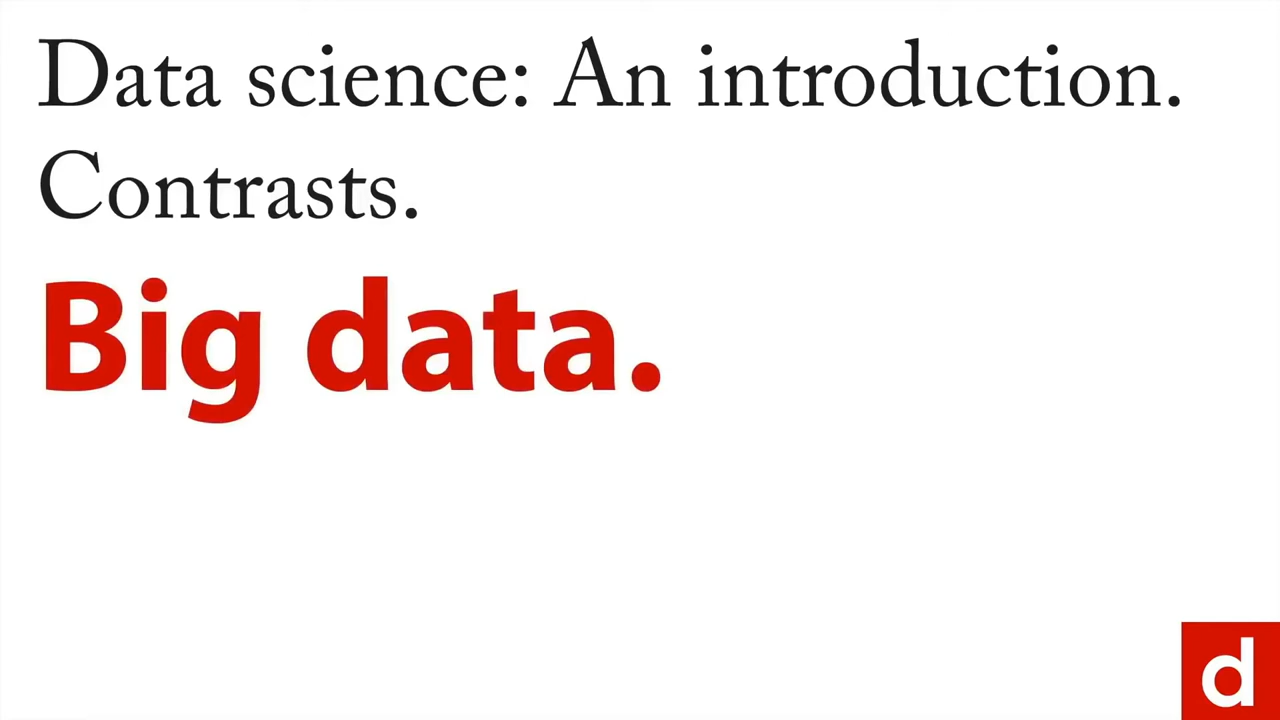 Data science: An introduction.
Contrasts.
Big data.
d